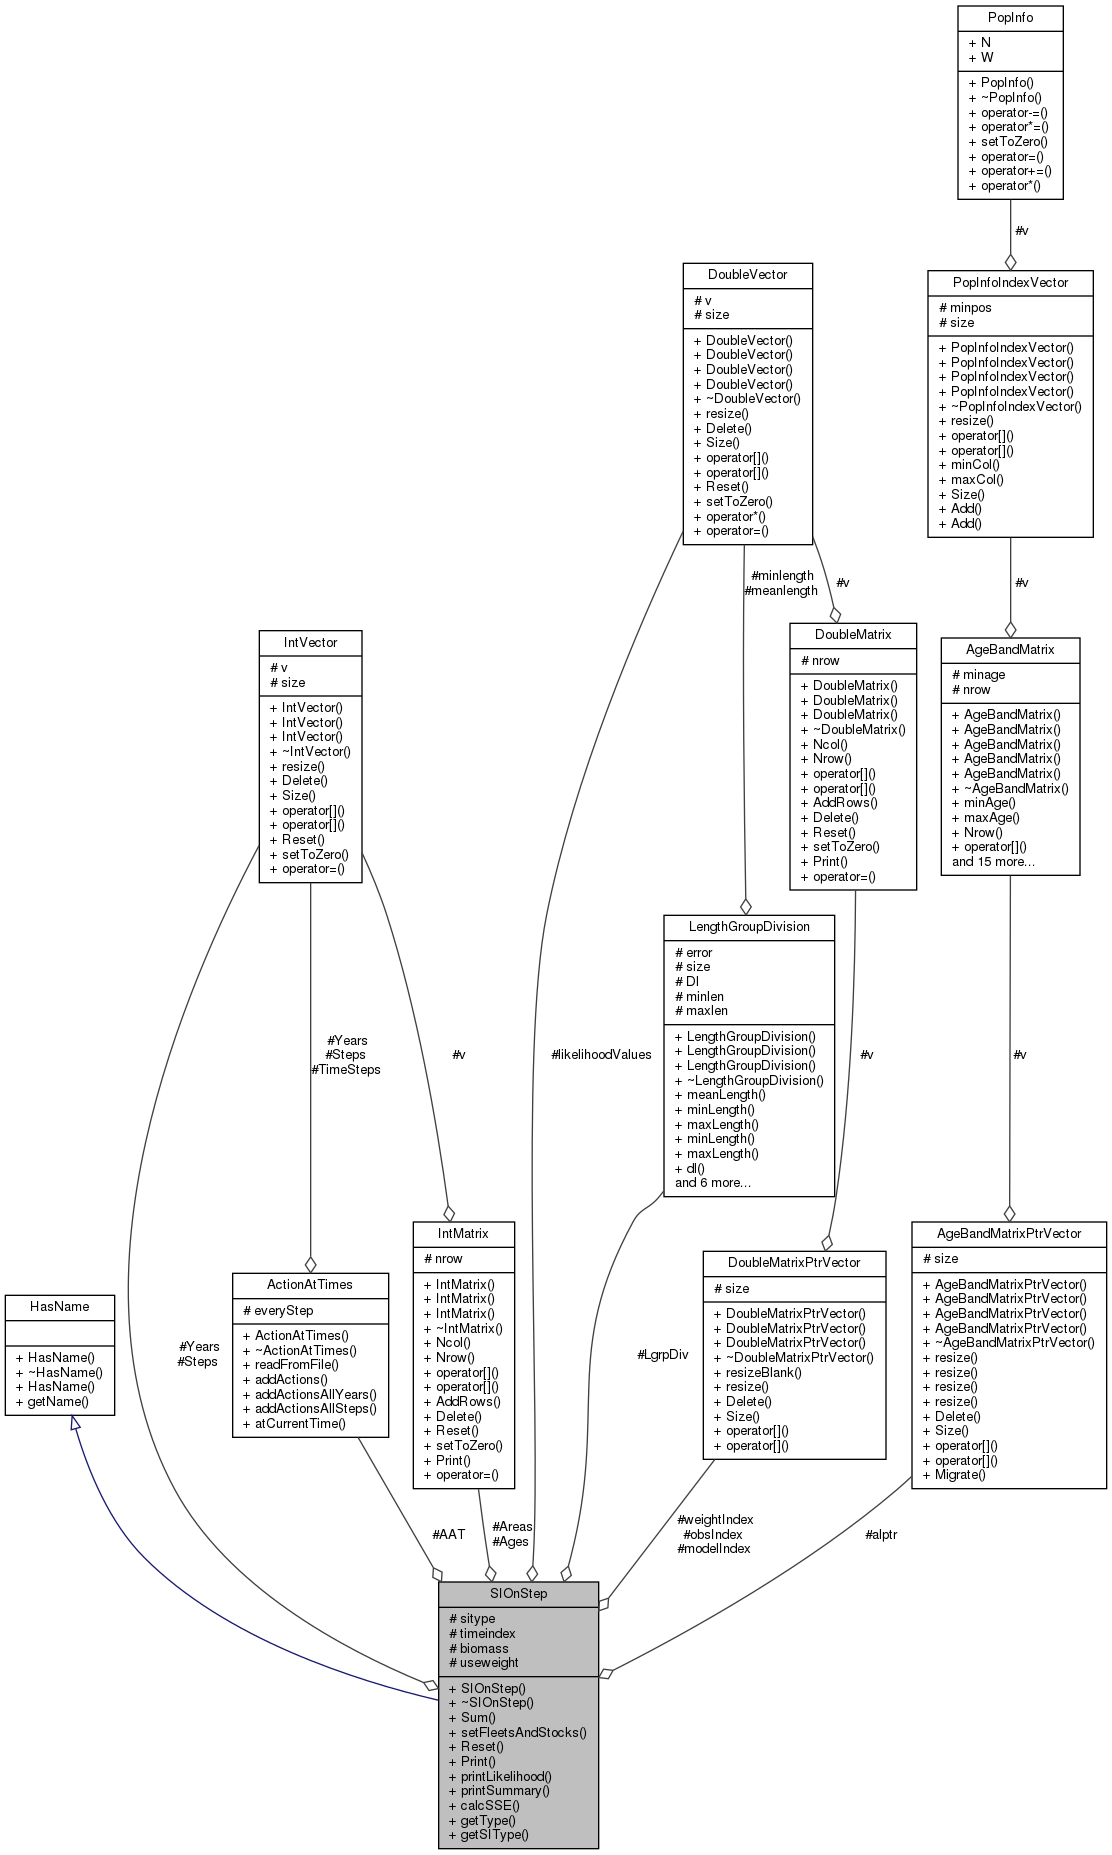 PopInfo
+ N
+ W
+ PopInfo()
+ ~PopInfo()
+ operator-=()
+ operator*=()
+ setToZero()
+ operator=()
+ operator+=()
+ operator*()
#v
PopInfoIndexVector
# minpos
# size
+ PopInfoIndexVector()
+ PopInfoIndexVector()
+ PopInfoIndexVector()
+ PopInfoIndexVector()
+ ~PopInfoIndexVector()
+ resize()
+ operator[]()
+ operator[]()
+ minCol()
+ maxCol()
+ Size()
+ Add()
+ Add()
#v
DoubleVector
# v
# size
+ DoubleVector()
+ DoubleVector()
+ DoubleVector()
+ DoubleVector()
+ ~DoubleVector()
+ resize()
+ Delete()
+ Size()
+ operator[]()
+ operator[]()
+ Reset()
+ setToZero()
+ operator*()
+ operator=()
#minlength
#meanlength
#v
DoubleMatrix
# nrow
+ DoubleMatrix()
+ DoubleMatrix()
+ DoubleMatrix()
+ ~DoubleMatrix()
+ Ncol()
+ Nrow()
+ operator[]()
+ operator[]()
+ AddRows()
+ Delete()
+ Reset()
+ setToZero()
+ Print()
+ operator=()
AgeBandMatrix
# minage
# nrow
+ AgeBandMatrix()
+ AgeBandMatrix()
+ AgeBandMatrix()
+ AgeBandMatrix()
+ AgeBandMatrix()
+ ~AgeBandMatrix()
+ minAge()
+ maxAge()
+ Nrow()
+ operator[]()
and 15 more...
IntVector
# v
# size
+ IntVector()
+ IntVector()
+ IntVector()
+ ~IntVector()
+ resize()
+ Delete()
+ Size()
+ operator[]()
+ operator[]()
+ Reset()
+ setToZero()
+ operator=()
LengthGroupDivision
# error
# size
# Dl
# minlen
# maxlen
+ LengthGroupDivision()
+ LengthGroupDivision()
+ LengthGroupDivision()
+ ~LengthGroupDivision()
+ meanLength()
+ minLength()
+ maxLength()
+ minLength()
+ maxLength()
+ dl()
and 6 more...
#Years
#Steps
#TimeSteps
#v
#likelihoodValues
#v
#v
HasName
+ HasName()
+ ~HasName()
+ HasName()
+ getName()
ActionAtTimes
# everyStep
+ ActionAtTimes()
+ ~ActionAtTimes()
+ readFromFile()
+ addActions()
+ addActionsAllYears()
+ addActionsAllSteps()
+ atCurrentTime()
IntMatrix
# nrow
+ IntMatrix()
+ IntMatrix()
+ IntMatrix()
+ ~IntMatrix()
+ Ncol()
+ Nrow()
+ operator[]()
+ operator[]()
+ AddRows()
+ Delete()
+ Reset()
+ setToZero()
+ Print()
+ operator=()
DoubleMatrixPtrVector
# size
+ DoubleMatrixPtrVector()
+ DoubleMatrixPtrVector()
+ DoubleMatrixPtrVector()
+ ~DoubleMatrixPtrVector()
+ resizeBlank()
+ resize()
+ Delete()
+ Size()
+ operator[]()
+ operator[]()
AgeBandMatrixPtrVector
# size
+ AgeBandMatrixPtrVector()
+ AgeBandMatrixPtrVector()
+ AgeBandMatrixPtrVector()
+ AgeBandMatrixPtrVector()
+ ~AgeBandMatrixPtrVector()
+ resize()
+ resize()
+ resize()
+ resize()
+ Delete()
+ Size()
+ operator[]()
+ operator[]()
+ Migrate()
#Years
#Steps
#LgrpDiv
#AAT
#Areas
#Ages
#weightIndex
#obsIndex
#modelIndex
#alptr
SIOnStep
# sitype
# timeindex
# biomass
# useweight
+ SIOnStep()
+ ~SIOnStep()
+ Sum()
+ setFleetsAndStocks()
+ Reset()
+ Print()
+ printLikelihood()
+ printSummary()
+ calcSSE()
+ getType()
+ getSIType()